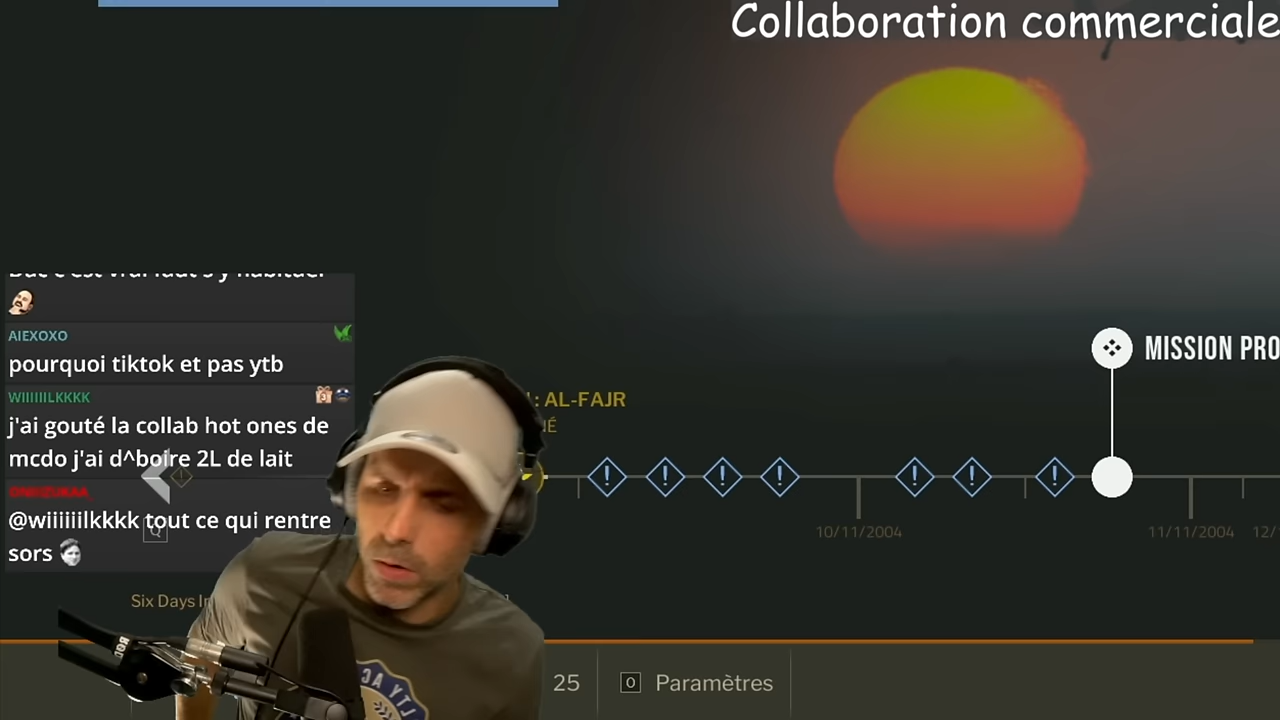 Collaboration commerciale
AIEXOXO
pourquoi tiktok et pas ytb
WIIIIIILKKKK
j'ai gouté la collab hot ones de
mcdo j'ai d^boire 2L de lait
@wiiiiiilkkkk tout ce qui rentre
sors
: AL-FAJR
MISSION PRO
10/11/2004
11/11/2004
12/
Q
Six Days In
25
O Paramètres